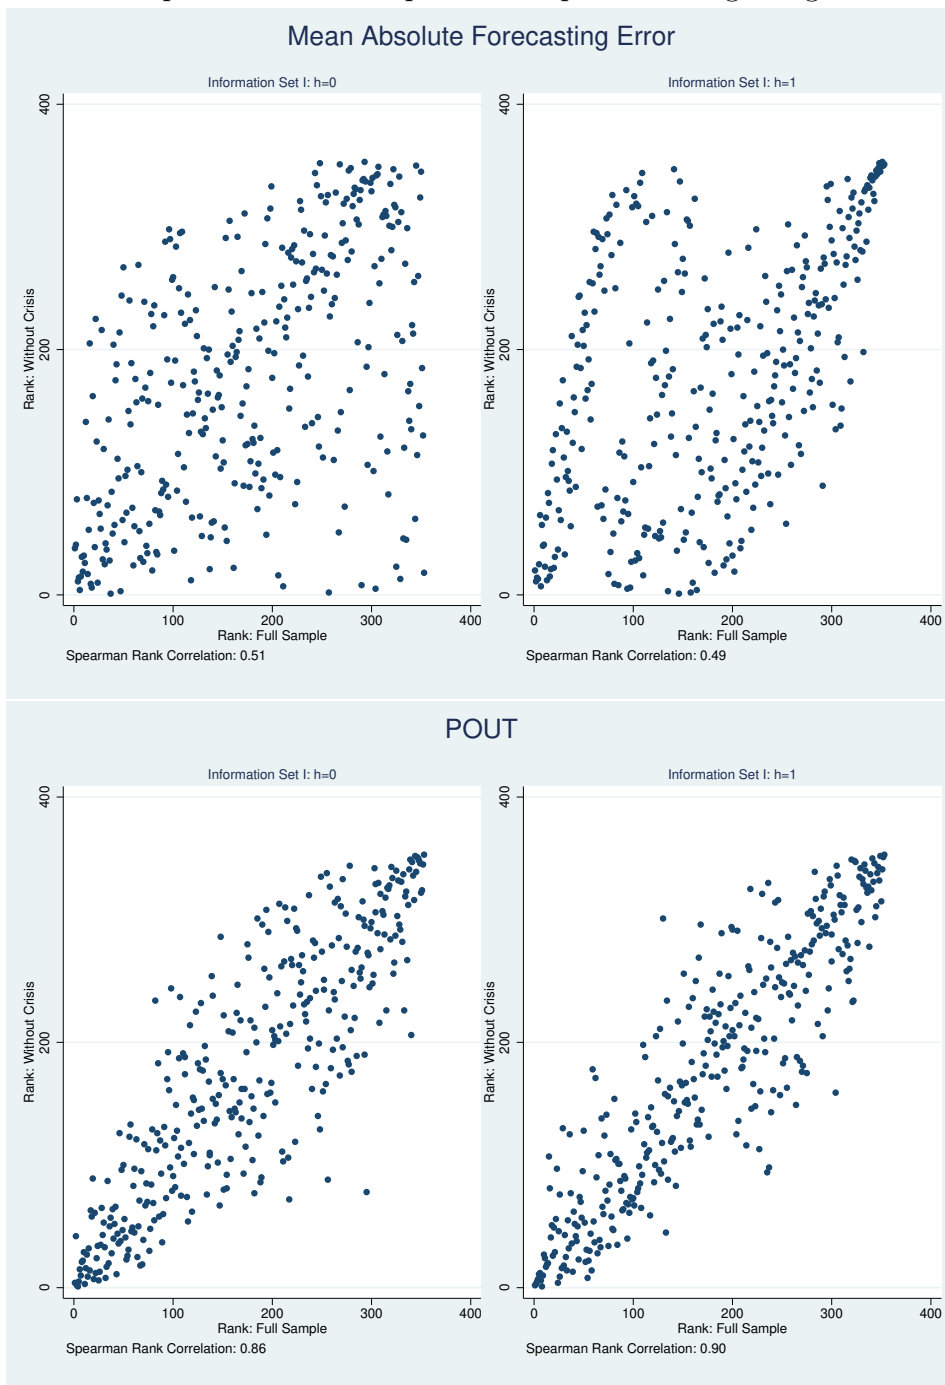 Mean Absolute Forecasting Error
Information Set I: h=0
Rank: Without Crisis
400
200
0
0 100 200 300 400
Rank: Full Sample
Spearman Rank Correlation: 0.51
Information Set I: h=1
Rank: Without Crisis
400
200
0
0 100 200 300 400
Rank: Full Sample
Spearman Rank Correlation: 0.49
POUT
Information Set I: h=0
Rank: Without Crisis
400
200
0
0 100 200 300 400
Rank: Full Sample
Spearman Rank Correlation: 0.86
Information Set I: h=1
Rank: Without Crisis
400
200
0
0 100 200 300 400
Rank: Full Sample
Spearman Rank Correlation: 0.90